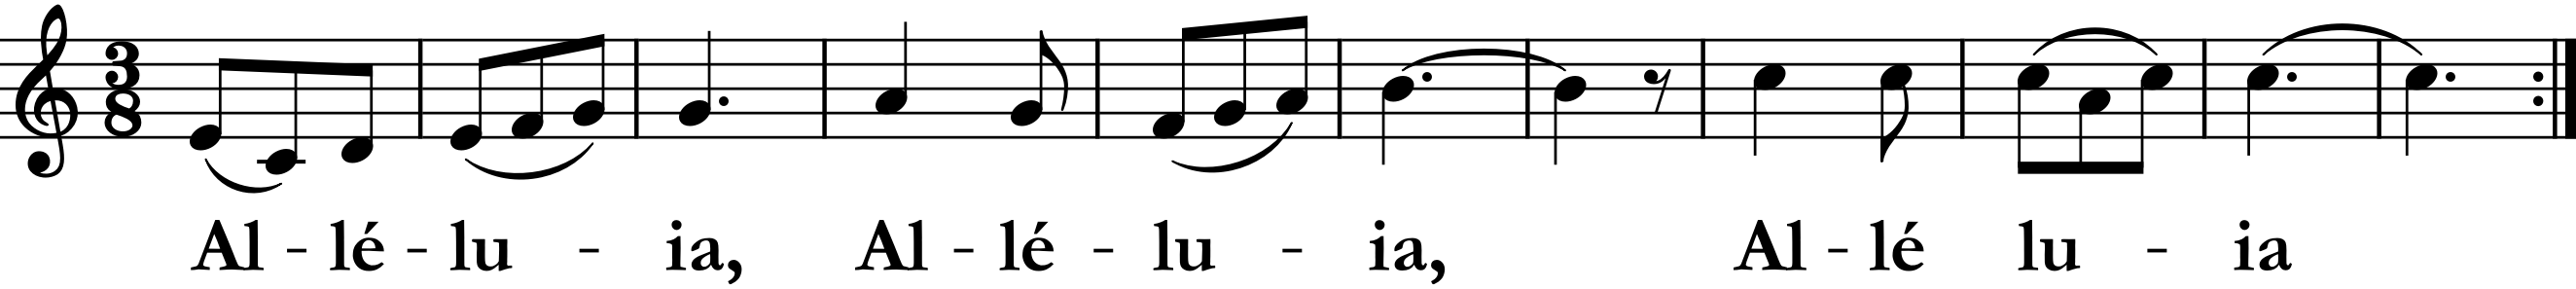 Al - lé - lu - ia, Al - lé - lu - ia, Al - lé lu - ia